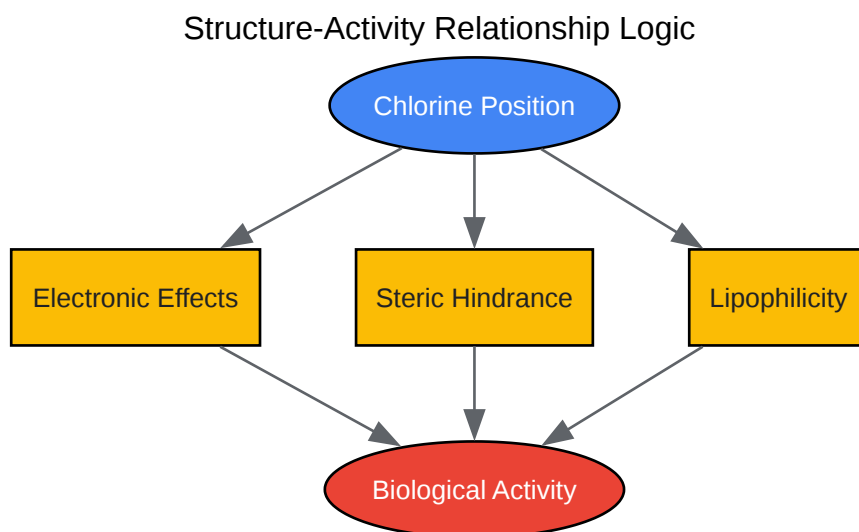 Structure-Activity Relationship Logic
Chlorine Position
Electronic Effects
Steric Hindrance
Lipophilicity
Biological Activity